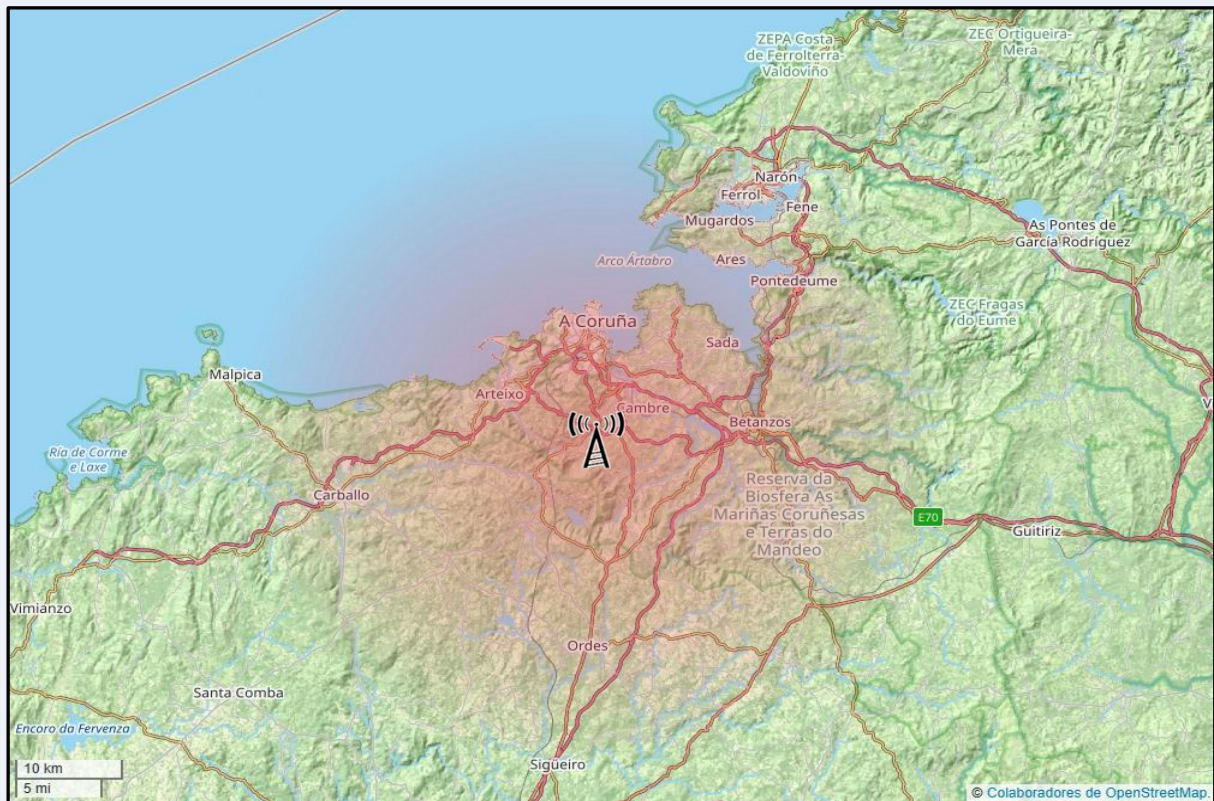 ZEPA Costa
de Ferrolterra-
Valdoviño
ZEC Ortigueira-
Mera
Narón
Ferrol
Fene
Mugardos
As Pontes de
García Rodríguez
Arco Ártabro
Ares
Pontedeume
ZEC Fragas
do Eume
A Coruña
Sada
Malpica
Arteixo
Cambre
Betanzos
Ría de Corme
e Laxe
Carballo
Reserva da
Biosfera As
Mariñas Coruñesas
e Terras do
Mandeo
E70
Guitiriz
Vimianzo
Ordes
Santa Comba
Encoro da Fervenza
Sigüeiro
10 km
5 mi
© Colaboradores de OpenStreetMap.